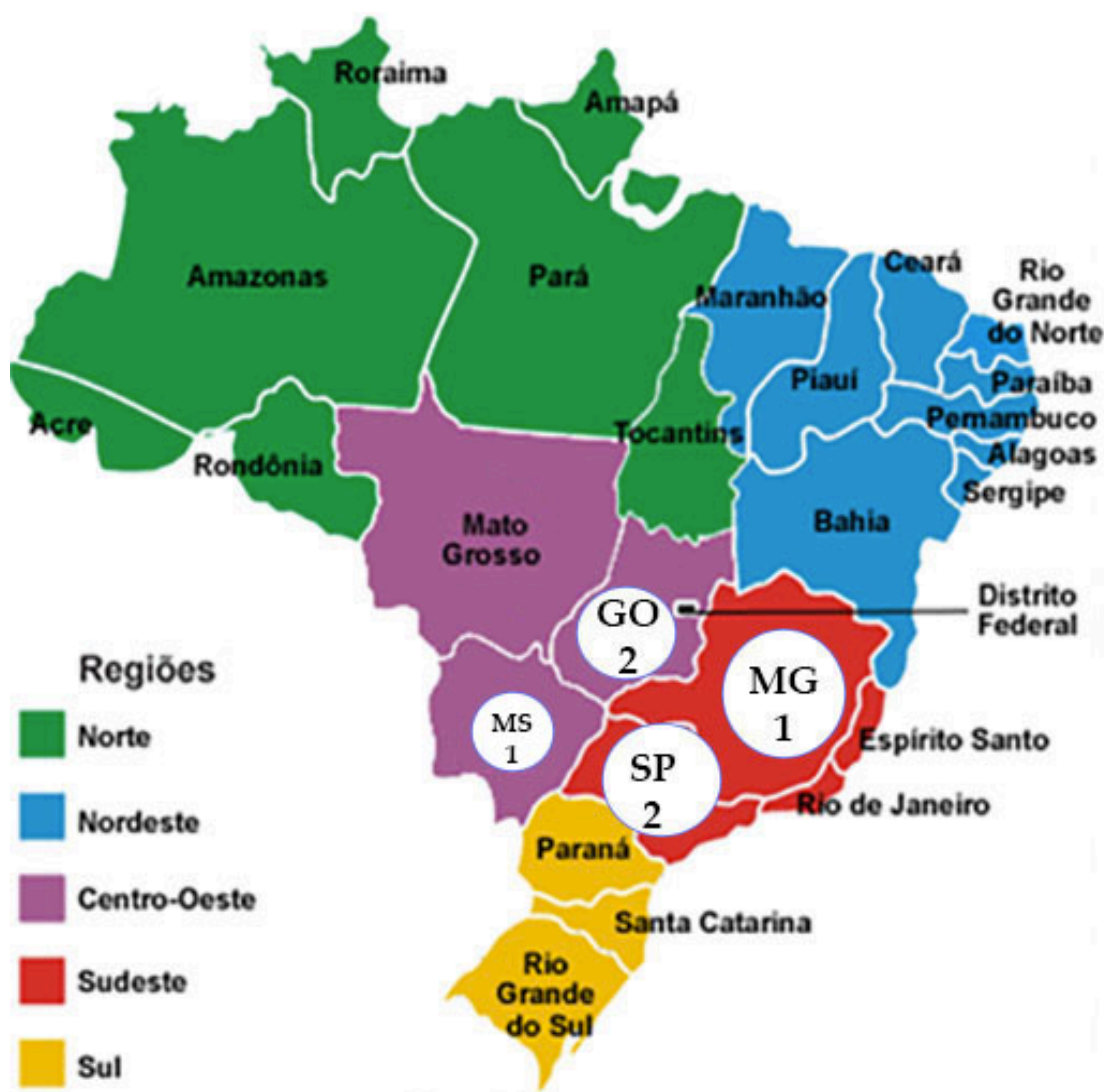 Roraima
Amapá
Amazonas
Pará
Maranhão
Ceará
Rio
Grande
do Norte
Piauí
Paraíba
Acre
Pernambuco
Tocantins
Alagoas
Rondônia
Sergipe
Bahia
Mato
Grosso
GO
2
Distrito
Federal
Regiões
MG
1
MS
1
Norte
Espírito Santo
SP
2
Rio de Janeiro
Nordeste
Paraná
Centro-Oeste
Santa Catarina
Sudeste
Rio
Grande
do Sul
Sul